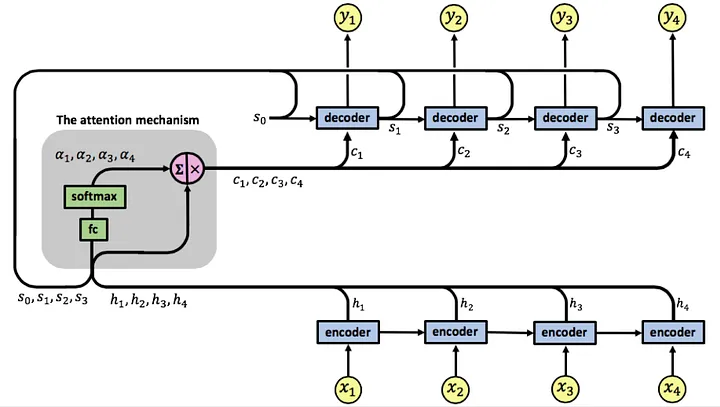 y₁ y₂ y₃ y₄
The attention mechanism
s₀ decoder s₁ decoder s₂ decoder s₃ decoder
α₁, α₂, α₃, α₄
c₁ c₂ c₃ c₄
Σ ×
softmax
c₁, c₂, c₃, c₄
fc
s₀, s₁, s₂, s₃ h₁, h₂, h₃, h₄
h₁ h₂ h₃ h₄
encoder encoder encoder encoder
x₁ x₂ x₃ x₄